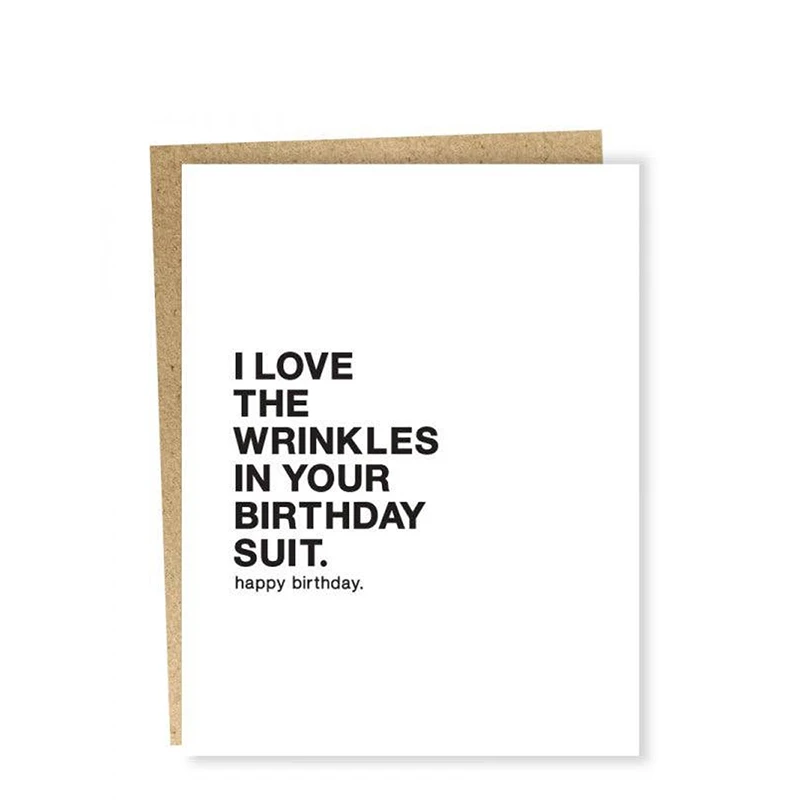 I LOVE
THE
WRINKLES
IN YOUR
BIRTHDAY
SUIT.
happy birthday.